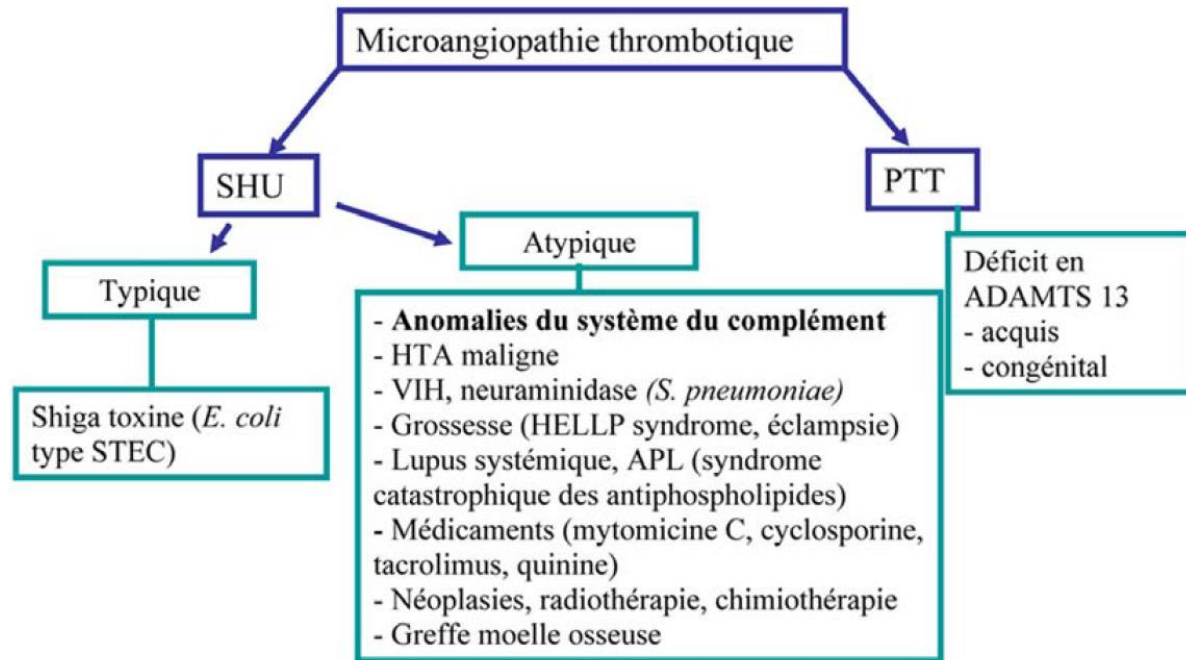 Microangiopathie thrombotique
SHU
PTT
Typique
Atypique
Shiga toxine (E. coli
type STEC)
- Anomalies du système du complément
- HTA maligne
- VIH, neuraminidase (S. pneumoniae)
- Grossesse (HELLP syndrome, éclampsie)
- Lupus systémique, APL (syndrome
catastrophique des antiphospholipides)
- Médicaments (mytomicine C, cyclosporine,
tacrolimus, quinine)
- Néoplasies, radiothérapie, chimiothérapie
- Greffe moelle osseuse
Déficit en
ADAMTS 13
- acquis
- congénital